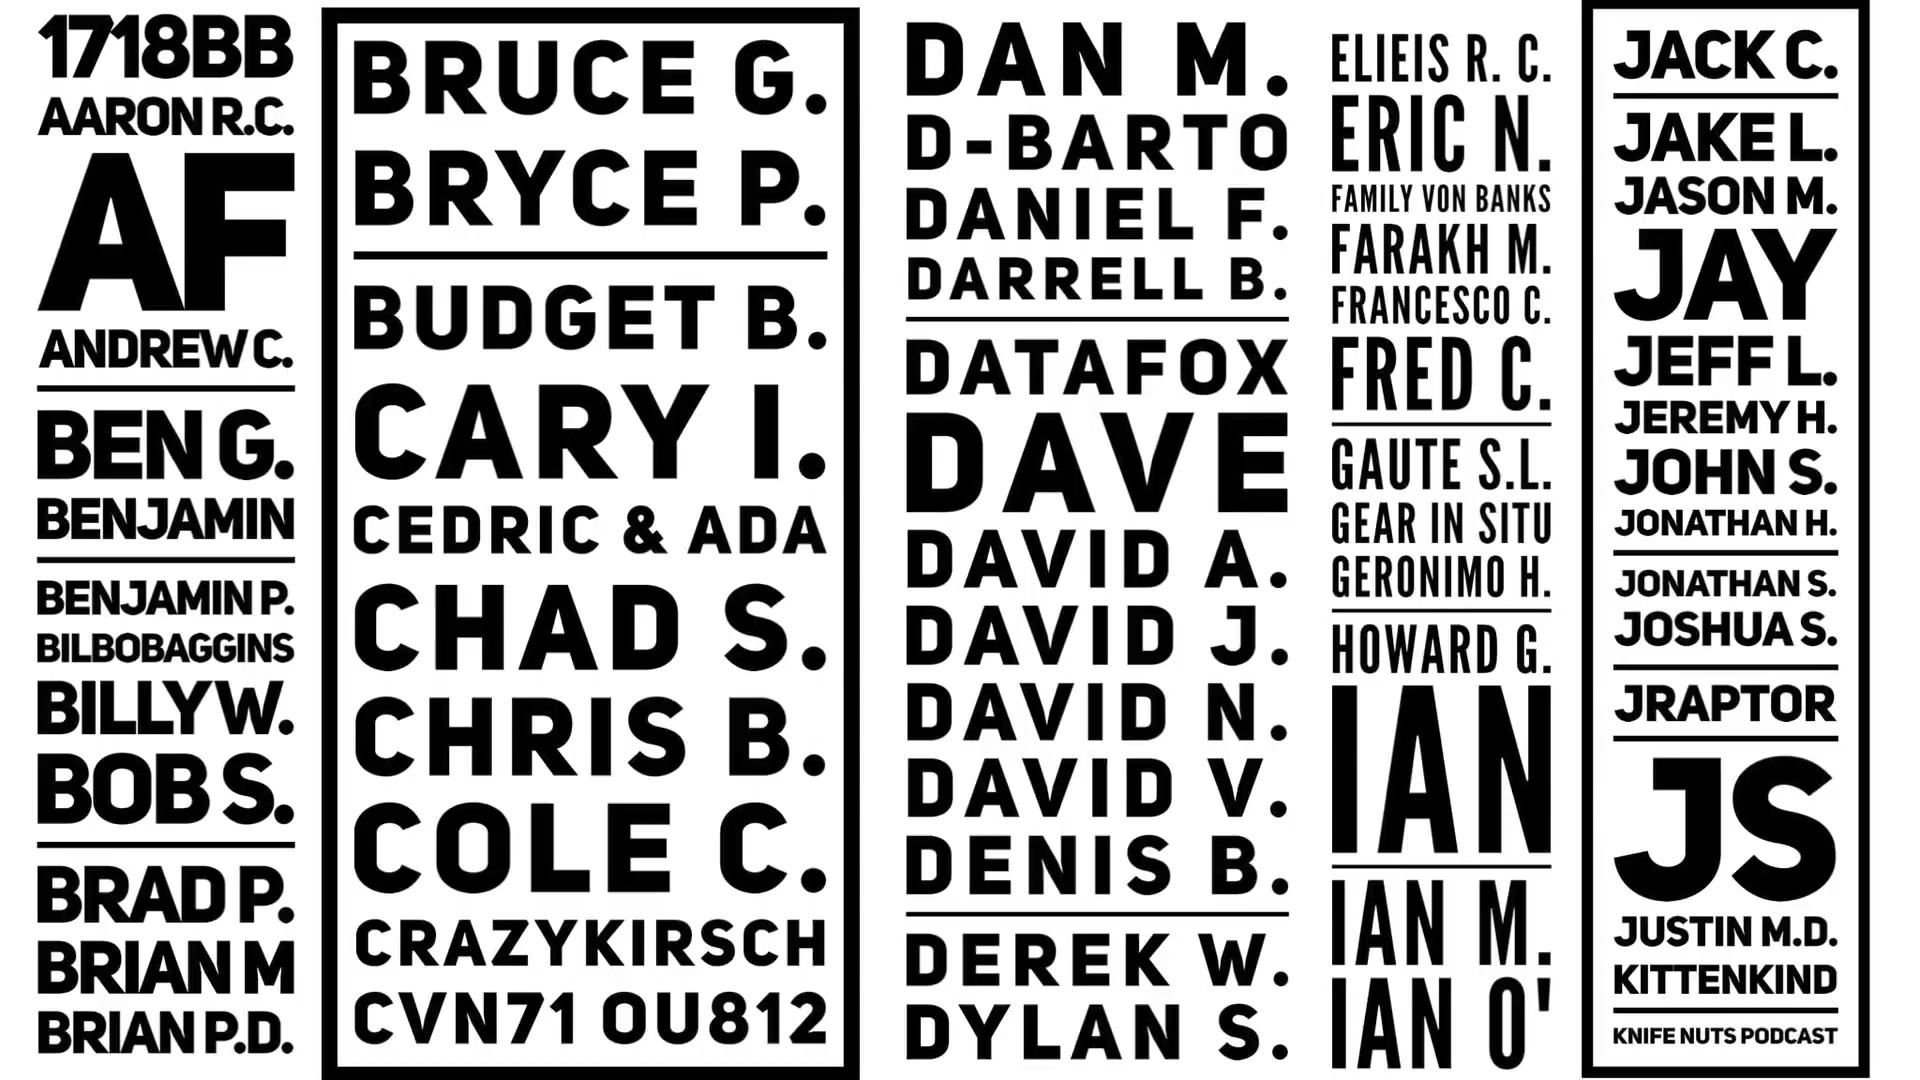 1718BB
AARON R.C.
AF
ANDREW C.
BEN G.
BENJAMIN
BENJAMIN P.
BILBOBAGGINS
BILLY W.
BOB S.
BRAD P.
BRIAN M
BRIAN P.D.
BRUCE G.
BRYCE P.
BUDGET B.
CARY I.
CEDRIC & ADA
CHAD S.
CHRIS B.
COLE C.
CRAZYKIRSCH
CVN71 OU812
DAN M.
D-BARTO
DANIEL F.
DARRELL B.
DATAFOX
DAVE
DAVID A.
DAVID J.
DAVID N.
DAVID V.
DENIS B.
DEREK W.
DYLAN S.
ELIEIS R. C.
ERIC N.
FAMILY VON BANKS
FARAKH M.
FRANCESCO C.
FRED C.
GAUTE S.L.
GEAR IN SITU
GERONIMO H.
HOWARD G.
IAN
IAN M.
IAN O'
JACK C.
JAKE L.
JASON M.
JAY
JEFF L.
JEREMY H.
JOHN S.
JONATHAN H.
JONATHAN S.
JOSHUA S.
JRAPTOR
JS
JUSTIN M.D.
KITTENKIND
KNIFE NUTS PODCAST